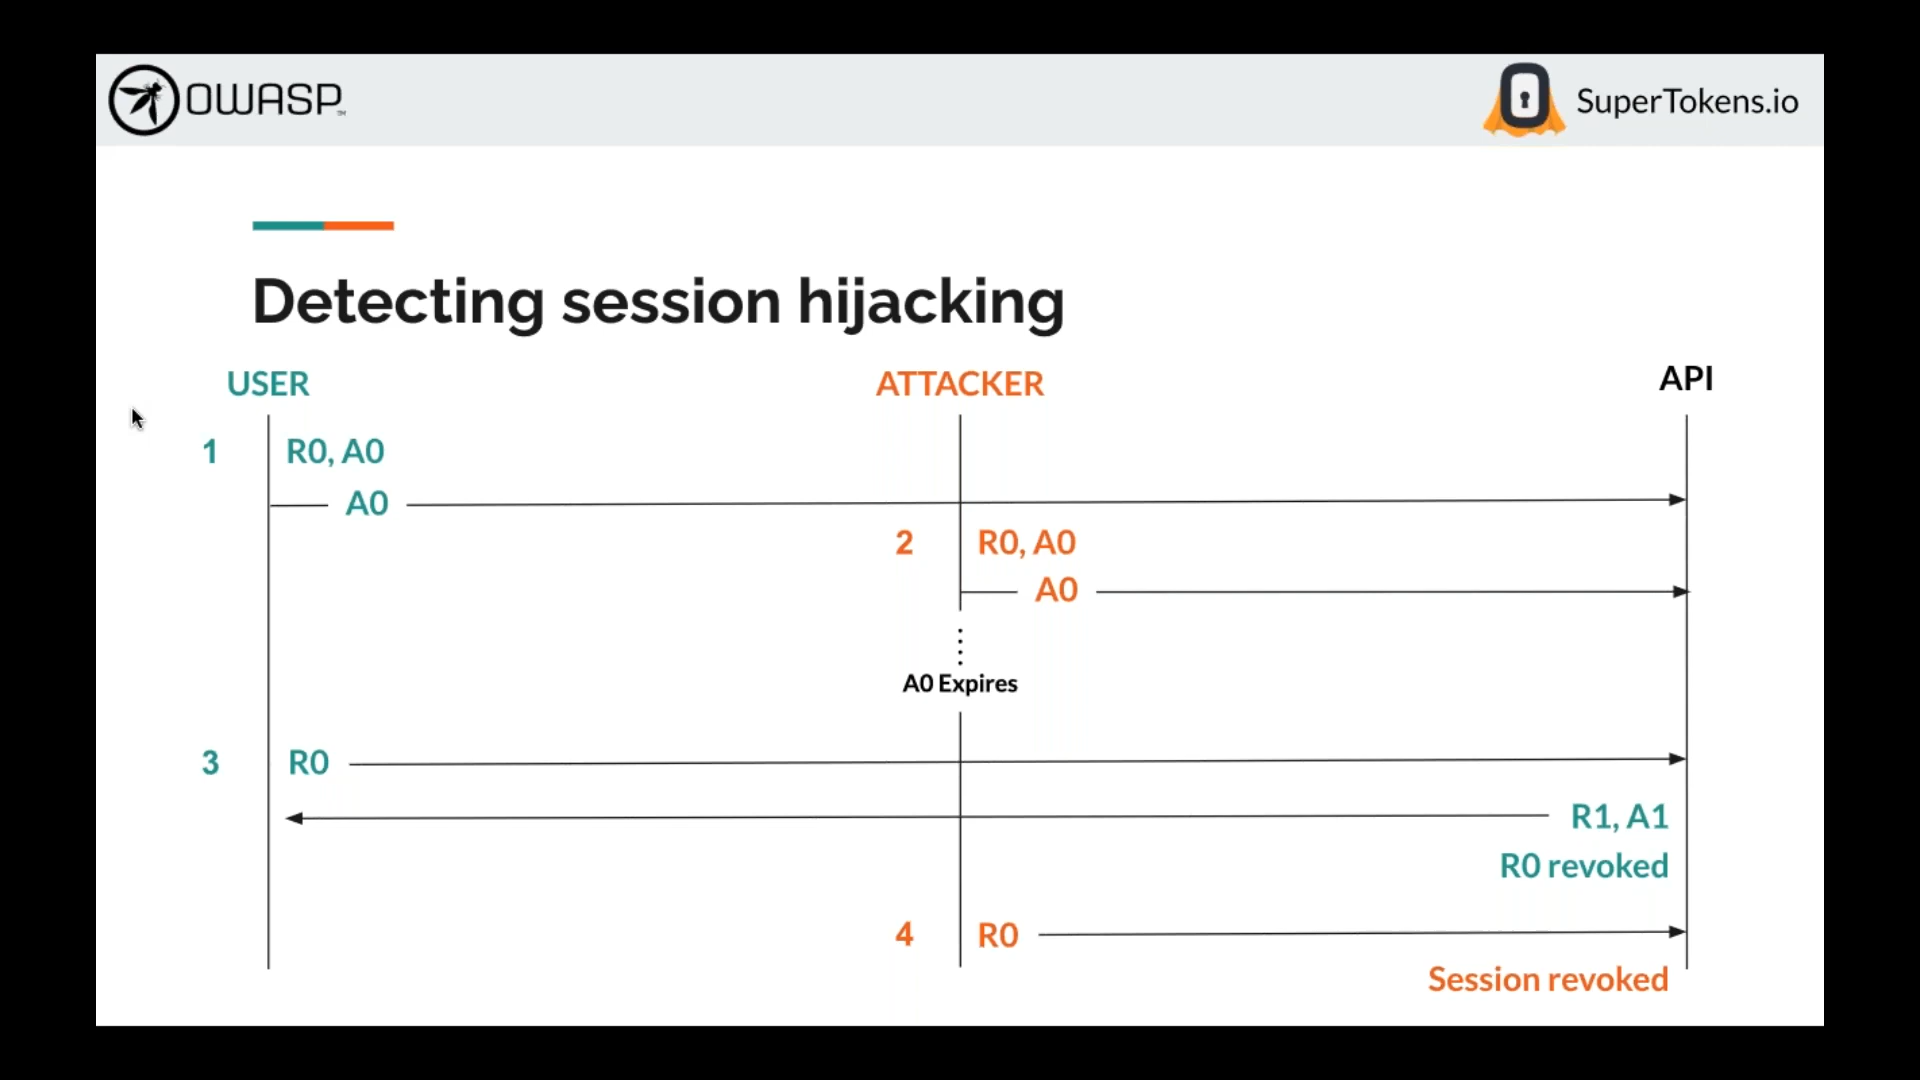 OWASP™
SuperTokens.io
Detecting session hijacking
USER
ATTACKER
API
1 R0, A0
A0
2 R0, A0
A0
A0 Expires
3 R0
R1, A1
R0 revoked
4 R0
Session revoked